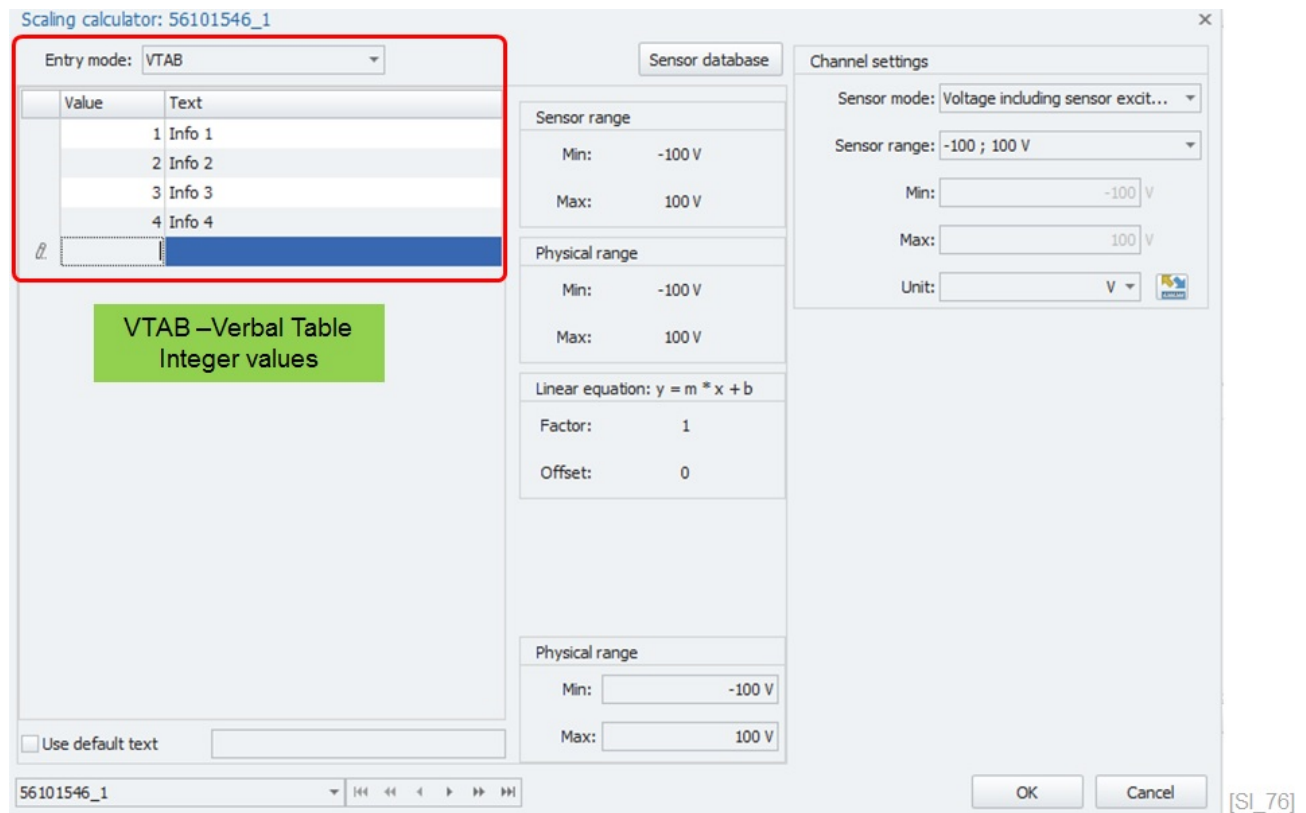 Scaling calculator: 56101546_1
Entry mode: VTAB
Value Text
1 Info 1
2 Info 2
3 Info 3
4 Info 4
VTAB –Verbal Table
Integer values
Use default text
56101546_1
Sensor database
Sensor range
Min: -100 V
Max: 100 V
Physical range
Min: -100 V
Max: 100 V
Linear equation: y = m * x + b
Factor: 1
Offset: 0
Physical range
Min: -100 V
Max: 100 V
Channel settings
Sensor mode: Voltage including sensor excit...
Sensor range: -100 ; 100 V
Min: -100 V
Max: 100 V
Unit: V
OK Cancel
[SI_76]